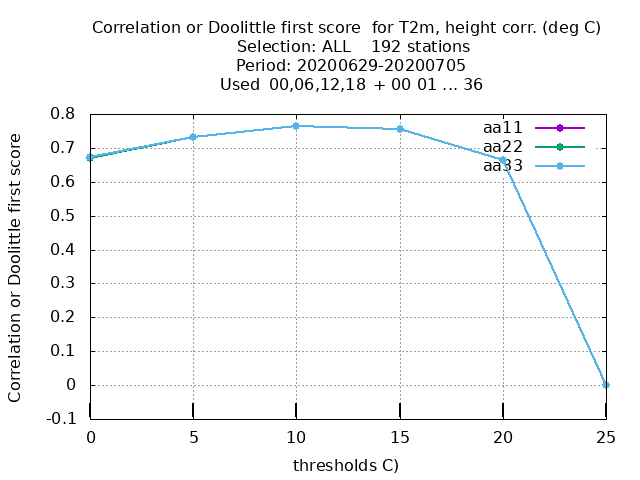 Correlation or Doolittle first score  for T2m, height corr. (deg C)
Selection: ALL    192 stations
Period: 20200629-20200705
Used  00,06,12,18  + 00 01 ... 36
Correlation or Doolittle first score
0.8
0.7
0.6
0.5
0.4
0.3
0.2
0.1
0
-0.1
aa11
aa22
aa33
0 5 10 15 20 25
thresholds C)